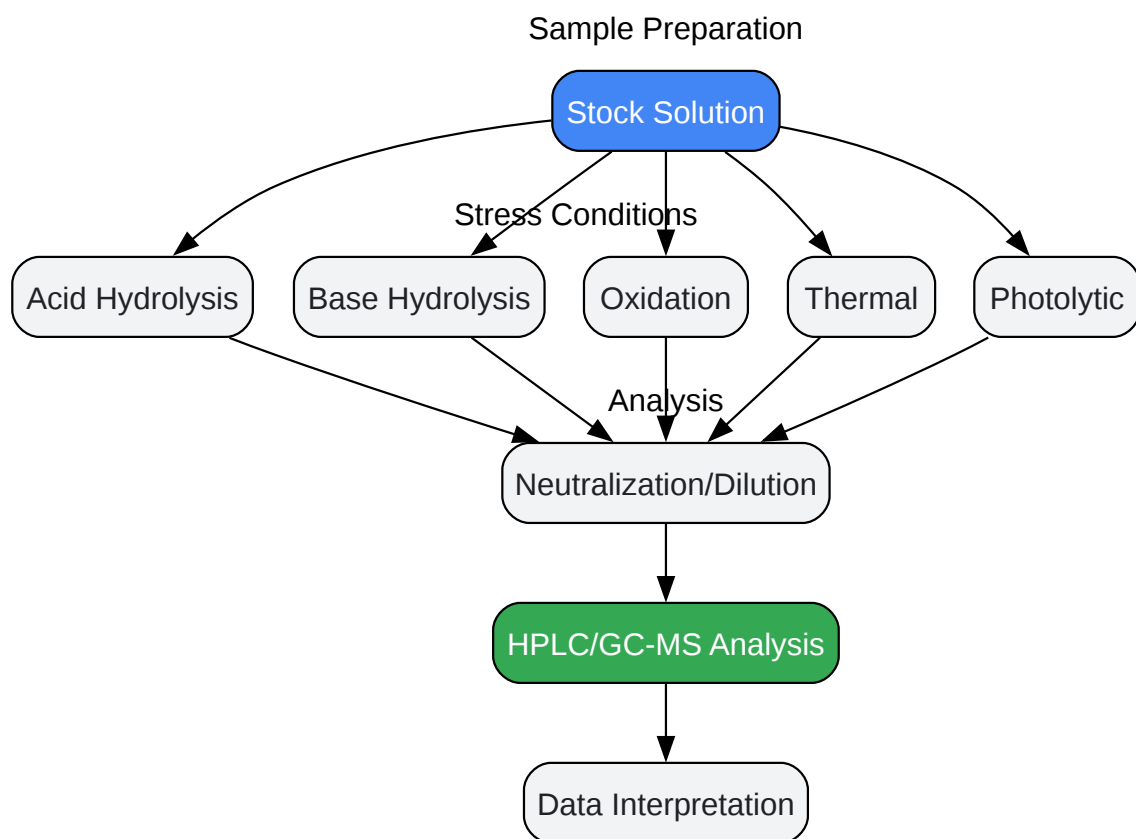 Sample Preparation
Stock Solution
Stress Conditions
Acid Hydrolysis
Base Hydrolysis
Oxidation
Thermal
Photolytic
Analysis
Neutralization/Dilution
HPLC/GC-MS Analysis
Data Interpretation